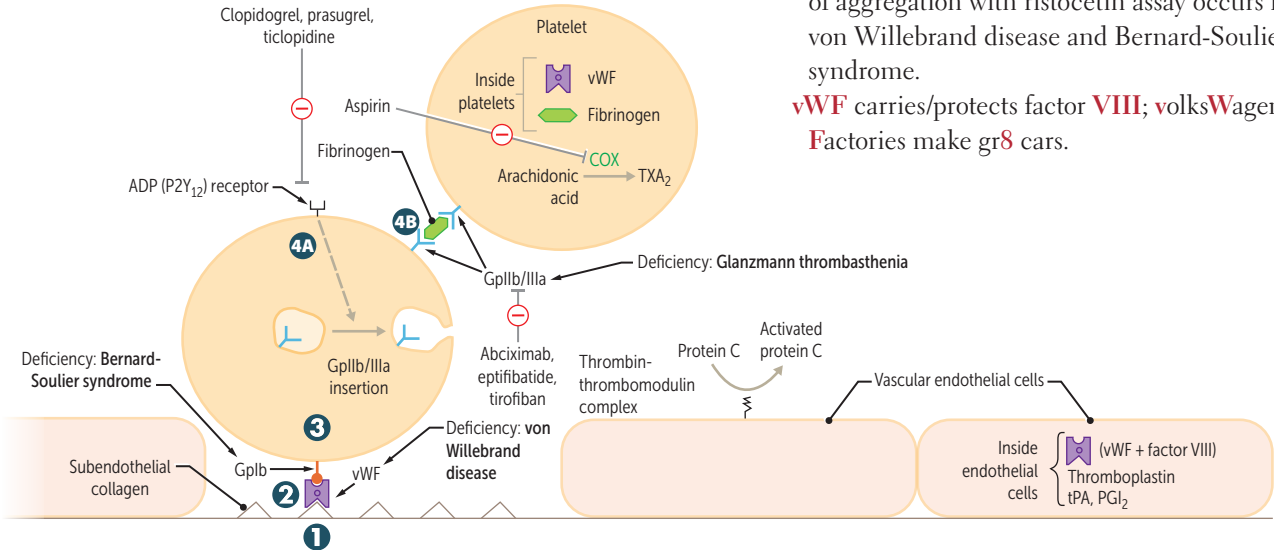 of aggregation with ristocetin assay occurs
von Willebrand disease and Bernard-Soulie
syndrome.
vWF carries/protects factor VIII; volksWagen
Factories make gr8 cars.
Clopidogrel, prasugrel,
ticlopidine
Platelet
Inside
platelets
vWF
Fibrinogen
Aspirin
COX
Arachidonic
acid
TXA2
Fibrinogen
ADP (P2Y12) receptor
4A
4B
GpIIb/IIIa
Deficiency: Glanzmann thrombasthenia
Abciximab,
eptifibatide,
tirofiban
GpIIb/IIIa
insertion
Deficiency: Bernard-
Soulier syndrome
3
Deficiency: von
Willebrand
disease
GpIb
vWF
Subendothelial
collagen
2
1
Thrombin-
thrombomodulin
complex
Protein C
Activated
protein C
Vascular endothelial cells
Inside
endothelial
cells
(vWF + factor VIII)
Thromboplastin
tPA, PGI2